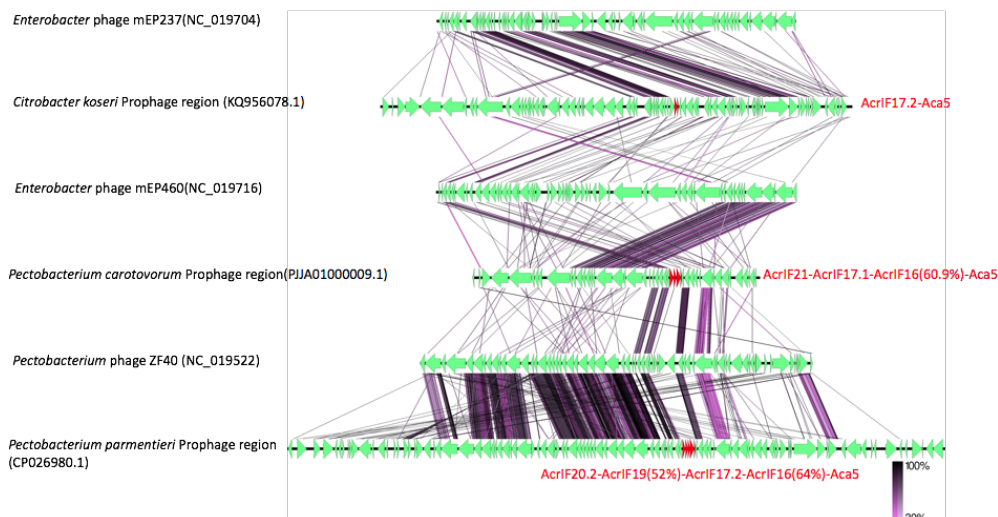 Enterobacter phage mEP237(NC_019704)
Citrobacter koseri Prophage region (KQ956078.1)
AcrIF17.2-Aca5
Enterobacter phage mEP460(NC_019716)
Pectobacterium carotovorum Prophage region(PJJA01000009.1)
AcrIF21-AcrIF17.1-AcrIF16(60.9%)-Aca5
Pectobacterium phage ZF40 (NC_019522)
Pectobacterium parmentieri Prophage region
(CP026980.1)
AcrIF20.2-AcrIF19(52%)-AcrIF17.2-AcrIF16(64%)-Aca5
100%